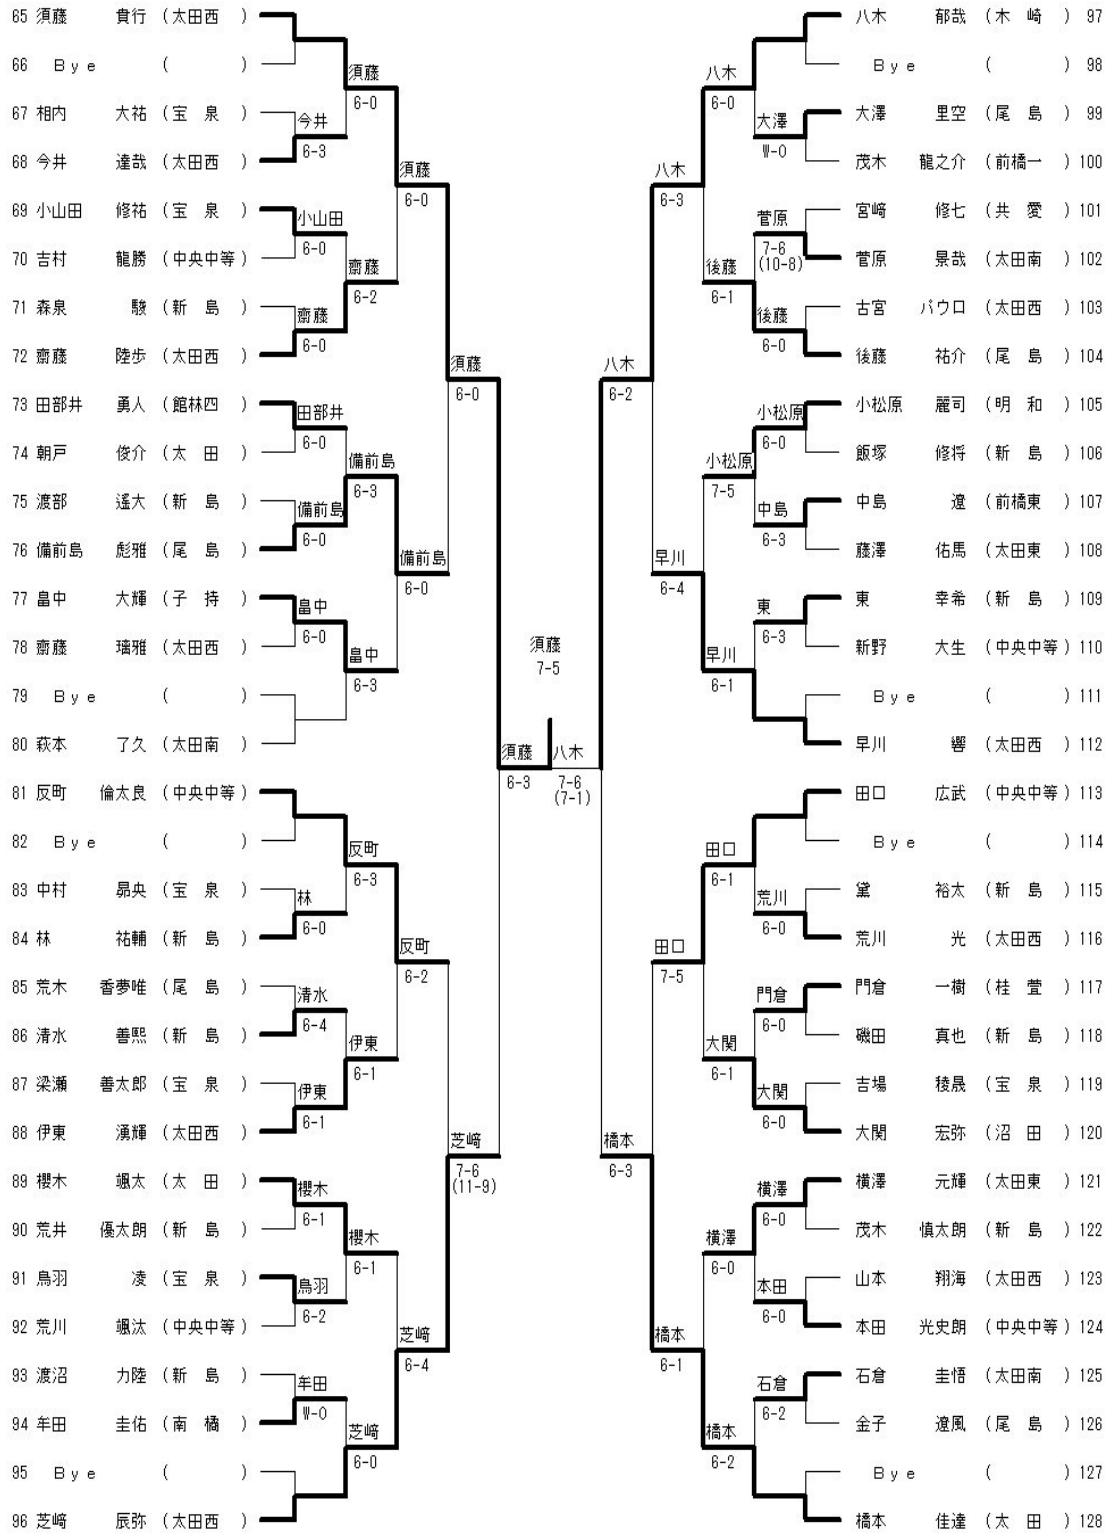 65 須藤 貴行 (太田西)
66 Bye ( )
67 相内 大祐 (宝 泉)
68 今井 達哉 (太田西)
69 小山田 修祐 (宝 泉)
70 吉村 龍勝 (中央中等)
71 森泉 駿 (新 島)
72 齋藤 陸歩 (太田西)
73 田部井 勇人 (館林四)
74 朝戸 俊介 (太 田)
75 渡部 遙大 (新 島)
76 備前島 彪雅 (尾 島)
77 畠中 大輝 (子 持)
78 齋藤 瑞雅 (太田西)
79 Bye ( )
80 萩本 了久 (太田南)
81 反町 倫太良 (中央中等)
82 Bye ( )
83 中村 昴央 (宝 泉)
84 林 祐輔 (新 島)
85 荒木 香夢唯 (尾 島)
86 清水 善熙 (新 島)
87 梁瀬 善太郎 (宝 泉)
88 伊東 湧輝 (太田西)
89 櫻木 颯太 (太 田)
90 荒井 優太朗 (新 島)
91 鳥羽 凌 (宝 泉)
92 荒川 颯汰 (中央中等)
93 渡沼 力陸 (新 島)
94 牟田 圭佑 (南 橘)
95 Bye ( )
96 芝﨑 辰弥 (太田西)
今井
6-3
小山田
6-0
齋藤
6-0
田部井
6-0
備前島
6-0
畠中
6-0
林
6-0
清水
6-4
伊東
6-1
櫻木
6-1
鳥羽
6-2
牟田
W-0
須藤
6-0
齋藤
6-2
備前島
6-3
畠中
6-3
反町
6-3
伊東
6-1
櫻木
6-1
芝﨑
6-0
須藤
6-0
備前島
6-0
反町
6-2
芝﨑
6-4
須藤
6-0
芝﨑
7-6
(11-9)
須藤
6-3
須藤
7-5
八木
7-6
(7-1)
八木
6-2
橋本
6-3
八木
6-3
早川
6-4
田口
7-5
橋本
6-1
八木
6-0
後藤
6-1
小松原
7-5
早川
6-1
田口
6-1
大関
6-1
横澤
6-0
橋本
6-2
大澤
W-0
菅原
7-6
(10-8)
後藤
6-0
小松原
6-0
中島
6-3
東
6-3
荒川
6-0
門倉
6-0
大関
6-0
横澤
6-0
本田
6-0
石倉
6-2
八木 郁哉 (木 崎) 97
Bye ( ) 98
大澤 里空 (尾 島) 99
茂木 龍之介 (前橋一) 100
宮﨑 修七 (共 愛) 101
菅原 景哉 (太田南) 102
古宮 パウロ (太田西) 103
後藤 祐介 (尾 島) 104
小松原 麗司 (明 和) 105
飯塚 修将 (新 島) 106
中島 遼 (前橋東) 107
藤澤 佑馬 (太田東) 108
東 幸希 (新 島) 109
新野 大生 (中央中等) 110
Bye ( ) 111
早川 響 (太田西) 112
田口 広武 (中央中等) 113
Bye ( ) 114
黛 裕太 (新 島) 115
荒川 光 (太田西) 116
門倉 一樹 (桂 萱) 117
磯田 真也 (新 島) 118
吉場 稜晟 (宝 泉) 119
大関 宏弥 (沼 田) 120
横澤 元輝 (太田東) 121
茂木 慎太朗 (新 島) 122
山本 翔海 (太田西) 123
本田 光史朗 (中央中等) 124
石倉 圭悟 (太田南) 125
金子 遼風 (尾 島) 126
Bye ( ) 127
橋本 佳達 (太 田) 128